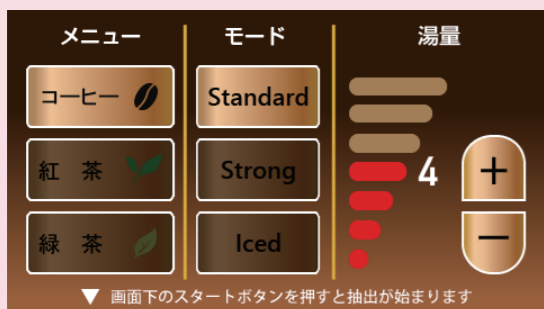 メニュー
コーヒー
紅 茶
緑 茶
モード
Standard
Strong
Iced
湯量
4
+
−
▼ 画面下のスタートボタンを押すと抽出が始まります